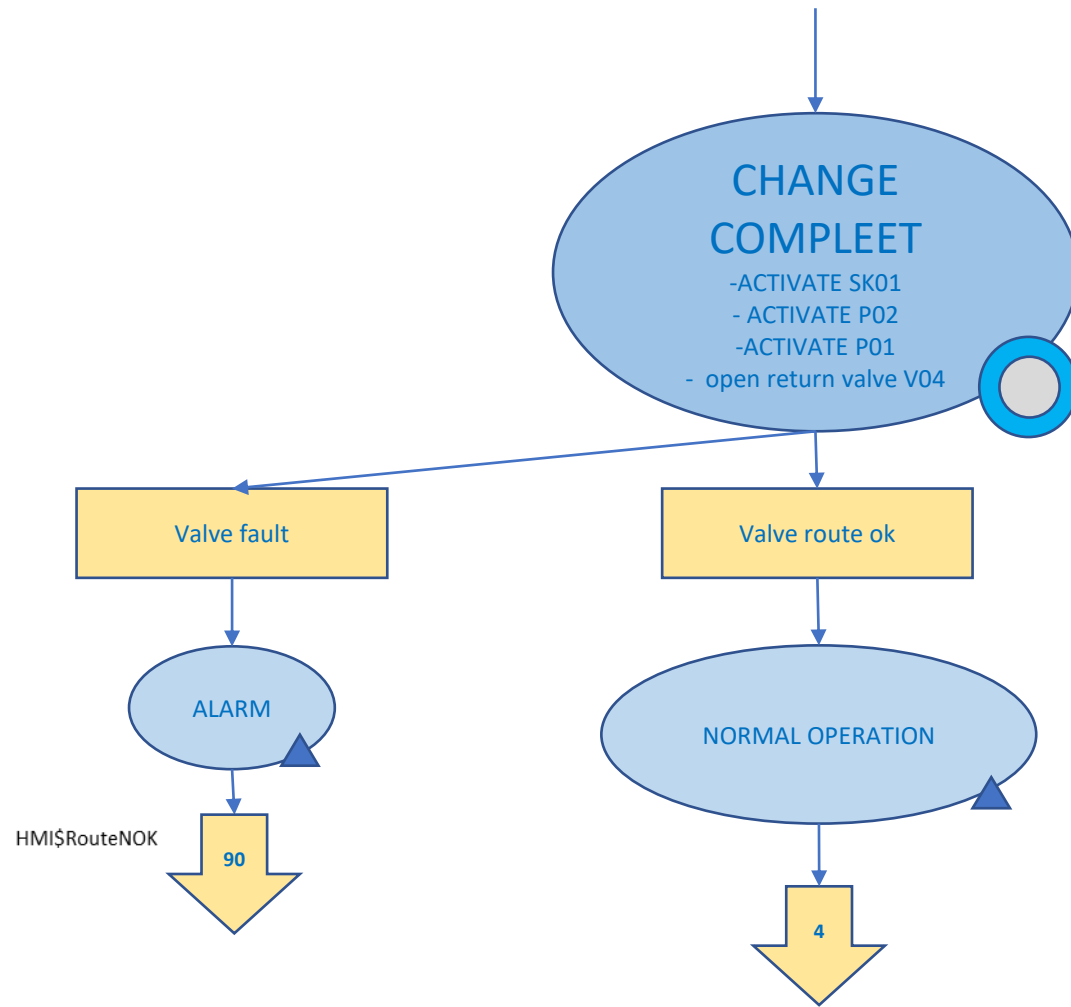 CHANGE
COMPLEET
-ACTIVATE SK01
- ACTIVATE P02
-ACTIVATE P01
- open return valve V04
Valve fault
Valve route ok
ALARM
NORMAL OPERATION
HMI$RouteNOK
90
4